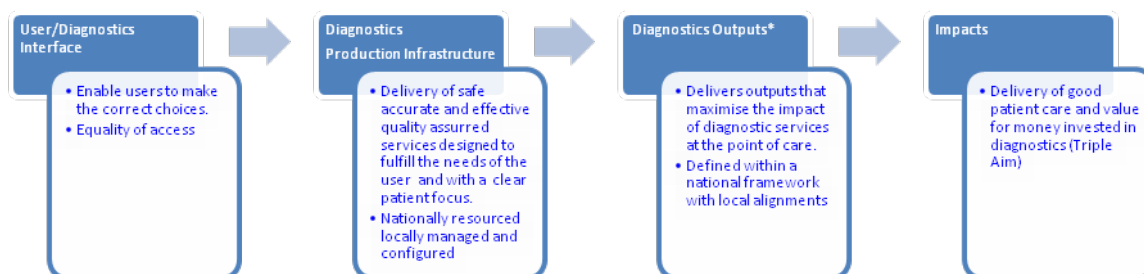 User/Diagnostics
Interface
• Enable users to make
the correct choices.
• Equality of access
Diagnostics
Production Infrastructure
• Delivery of safe
accurate and effective
quality assurred
services designed to
fulfill the needs of the
user and with a clear
patient focus.
• Nationally resourced
locally managed and
configured
Diagnostics Outputs*
• Delivers outputs that
maximise the impact
of diagnostic services
at the point of care.
• Defined within a
national framework
with local alignments
Impacts
• Delivery of good
patient care and value
for money invested in
diagnostics (Triple
Aim)